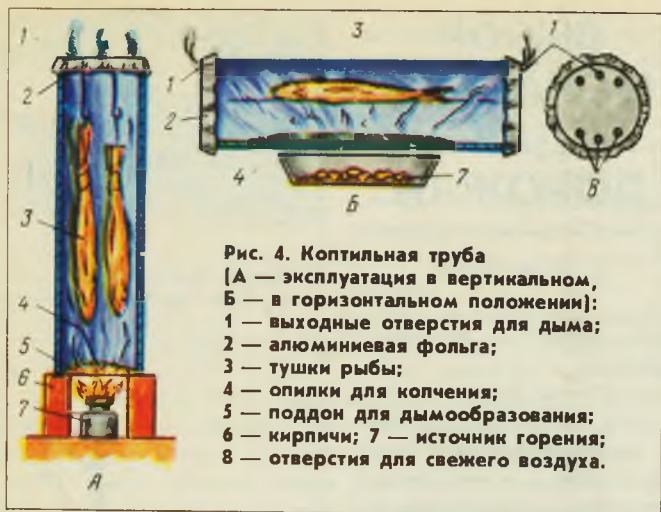 1
2
3
4
5
6
7
А
3
1
1
2
4
7
Б
8
Рис. 4. Коптильная труба
(А — эксплуатация в вертикальном,
Б — в горизонтальном положении):
1 — выходные отверстия для дыма;
2 — алюминиевая фольга;
3 — тушки рыбы;
4 — опилки для копчения;
5 — поддон для дымообразования;
6 — кирпичи; 7 — источник горения;
8 — отверстия для свежего воздуха.